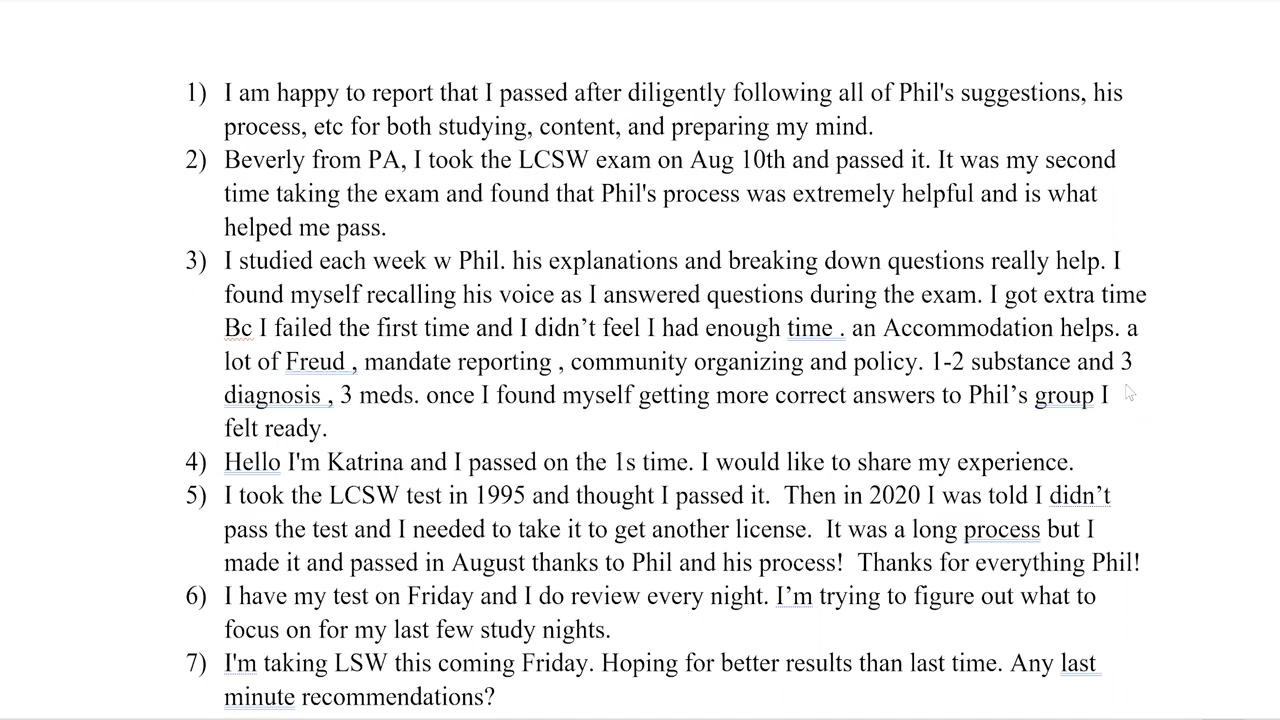 1) I am happy to report that I passed after diligently following all of Phil's suggestions, his
process, etc for both studying, content, and preparing my mind.
2) Beverly from PA, I took the LCSW exam on Aug 10th and passed it. It was my second
time taking the exam and found that Phil's process was extremely helpful and is what
helped me pass.
3) I studied each week w Phil. his explanations and breaking down questions really help. I
found myself recalling his voice as I answered questions during the exam. I got extra time
Bc I failed the first time and I didn’t feel I had enough time . an Accommodation helps. a
lot of Freud , mandate reporting , community organizing and policy. 1-2 substance and 3
diagnosis , 3 meds. once I found myself getting more correct answers to Phil’s group I
felt ready.
4) Hello I'm Katrina and I passed on the 1s time. I would like to share my experience.
5) I took the LCSW test in 1995 and thought I passed it.  Then in 2020 I was told I didn’t
pass the test and I needed to take it to get another license.  It was a long process but I
made it and passed in August thanks to Phil and his process!  Thanks for everything Phil!
6) I have my test on Friday and I do review every night. I’m trying to figure out what to
focus on for my last few study nights.
7) I'm taking LSW this coming Friday. Hoping for better results than last time. Any last
minute recommendations?